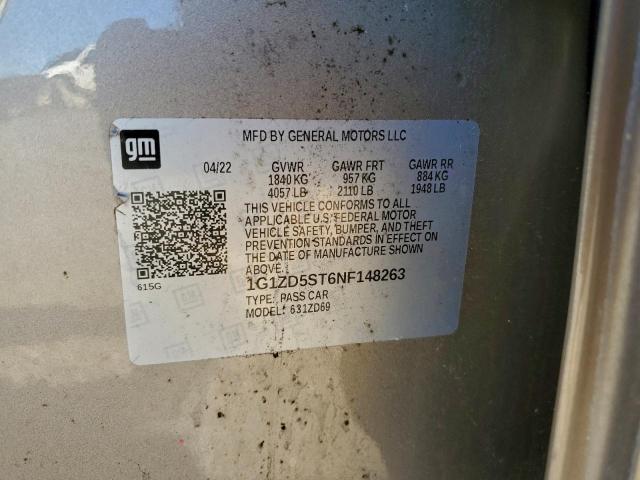 gm
MFD BY GENERAL MOTORS LLC
04/22 GVWR GAWR FRT GAWR RR
1840 KG 957 KG 884 KG
4057 LB 2110 LB 1948 LB
THIS VEHICLE CONFORMS TO ALL
APPLICABLE U.S. FEDERAL MOTOR
VEHICLE SAFETY, BUMPER, AND THEFT
PREVENTION STANDARDS IN EFFECT ON
THE DATE OF MANUFACTURE SHOWN
ABOVE.
615G
1G1ZD5ST6NF148263
TYPE: PASS CAR
MODEL: 631ZD69